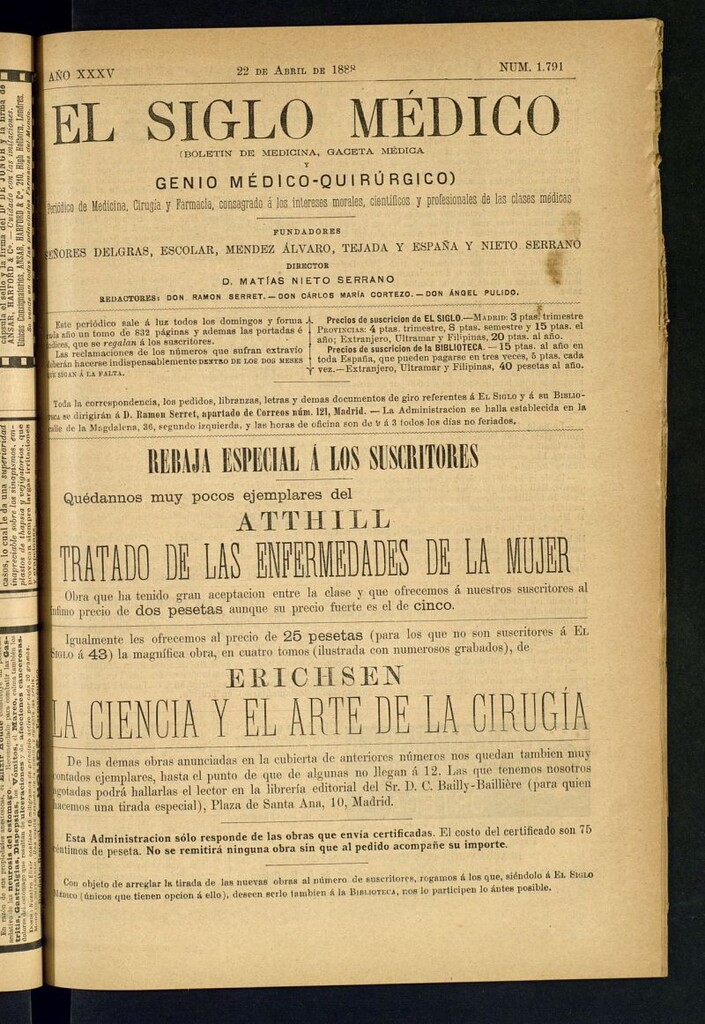 AÑO XXXV 22 DE ABRIL DE 1888 NUM. 1.791
EL SIGLO MÉDICO
(BOLETIN DE MEDICINA, GACETA MÉDICA
Y
GENIO MÉDICO-QUIRÚRGICO)
Periódico de Medicina, Cirugía y Farmacia, consagrado á los intereses morales, científicos y profesionales de las clases médicas
FUNDADORES
SEÑORES DELGRAS, ESCOLAR, MENDEZ ÁLVARO, TEJADA Y ESPAÑA Y NIETO SERRANO
DIRECTOR
D. MATÍAS NIETO SERRANO
REDACTORES: DON RAMON SERRET. — DON CÁRLOS MARÍA CORTEZO. — DON ÁNGEL PULIDO.
Este periódico sale á luz todos los domingos y forma
cada año un tomo de 832 páginas y ademas las portadas é
índices, que se regalan á los suscritores.
Las reclamaciones de los números que sufran extravío
deberán hacerse indispensablemente DENTRO DE LOS DOS MESES
QUE SIGAN Á LA FALTA.
Precios de suscricion de EL SIGLO.—MADRID: 3 ptas. trimestre
PROVINCIAS: 4 ptas. trimestre, 8 ptas. semestre y 15 ptas. el
año; Extranjero, Ultramar y Filipinas, 20 ptas. al año.
Precios de suscricion de la BIBLIOTECA. — 15 ptas. al año en
toda España, que pueden pagarse en tres veces, 5 ptas. cada
vez.—Extranjero, Ultramar y Filipinas, 40 pesetas al año.
Toda la correspondencia, los pedidos, libranzas, letras y demas documentos de giro referentes á EL SIGLO y á su BIBLIO-
TECA se dirigirán á D. Ramon Serret, apartado de Correos núm. 121, Madrid. — La Administracion se halla establecida en la
calle de la Magdalena, 36, segundo izquierda, y las horas de oficina son de 9 á 3 todos los dias no feriados.
REBAJA ESPECIAL Á LOS SUSCRITORES
Quédannos muy pocos ejemplares del
ATTHILL
TRATADO DE LAS ENFERMEDADES DE LA MUJER
Obra que ha tenido gran aceptacion entre la clase y que ofrecemos á nuestros suscritores al
ínfimo precio de dos pesetas aunque su precio fuerte es el de cinco.
Igualmente les ofrecemos al precio de 25 pesetas (para los que no son suscritores á EL
SIGLO á 43) la magnífica obra, en cuatro tomos (ilustrada con numerosos grabados), de
ERICHSEN
LA CIENCIA Y EL ARTE DE LA CIRUGÍA
De las demas obras anunciadas en la cubierta de anteriores números nos quedan tambien muy
contados ejemplares, hasta el punto de que de algunas no llegan á 12. Las que tenemos nosotros
agotadas podrá hallarlas el lector en la librería editorial del Sr. D. C. Bailly-Baillière (para quien
hacemos una tirada especial), Plaza de Santa Ana, 10, Madrid.
Esta Administracion sólo responde de las obras que envía certificadas. El costo del certificado son 75
céntimos de peseta. No se remitirá ninguna obra sin que al pedido acompañe su importe.
Con objeto de arreglar la tirada de las nuevas obras al número de suscritores, rogamos á los que, siéndolo á EL SIGLO
MÉDICO (únicos que tienen opcion á ello), deseen serlo tambien á la BIBLIOTECA, nos lo participen lo ántes posible.